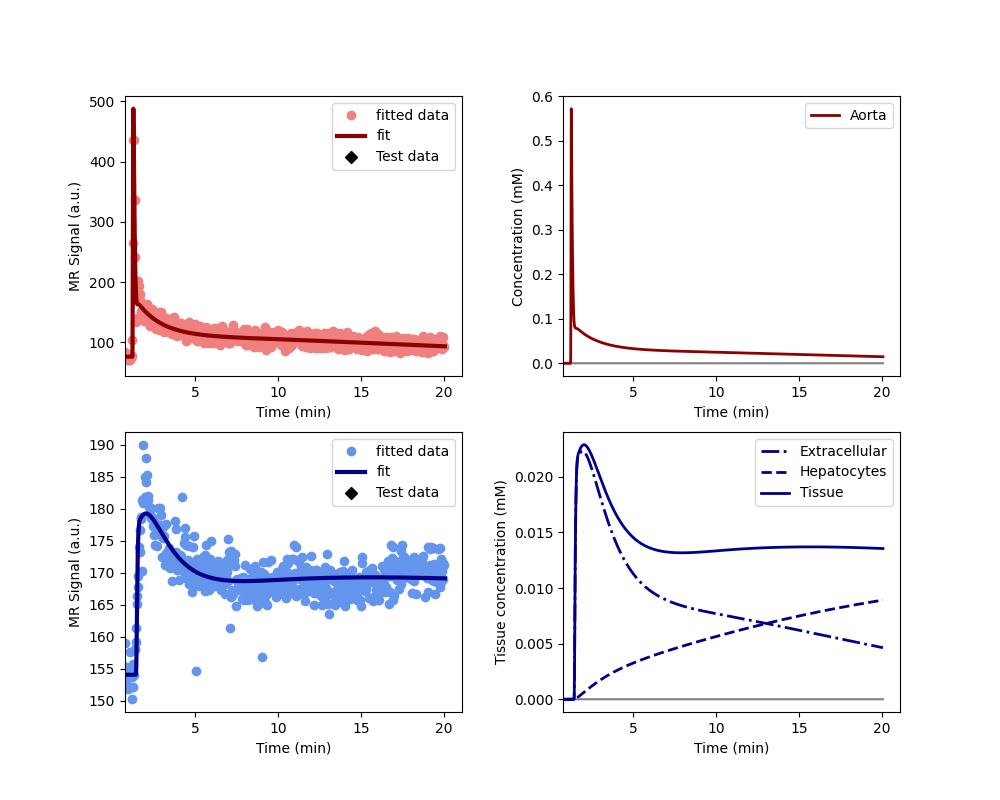 500
400
300
200
100
5
10
15
20
MR Signal (a.u.)
Time (min)
fitted data
fit
Test data
0.6
0.5
0.4
0.3
0.2
0.1
0.0
5
10
15
20
Concentration (mM)
Time (min)
Aorta
190
185
180
175
170
165
160
155
150
5
10
15
20
MR Signal (a.u.)
Time (min)
fitted data
fit
Test data
0.020
0.015
0.010
0.005
0.000
5
10
15
20
Tissue concentration (mM)
Time (min)
Extracellular
Hepatocytes
Tissue